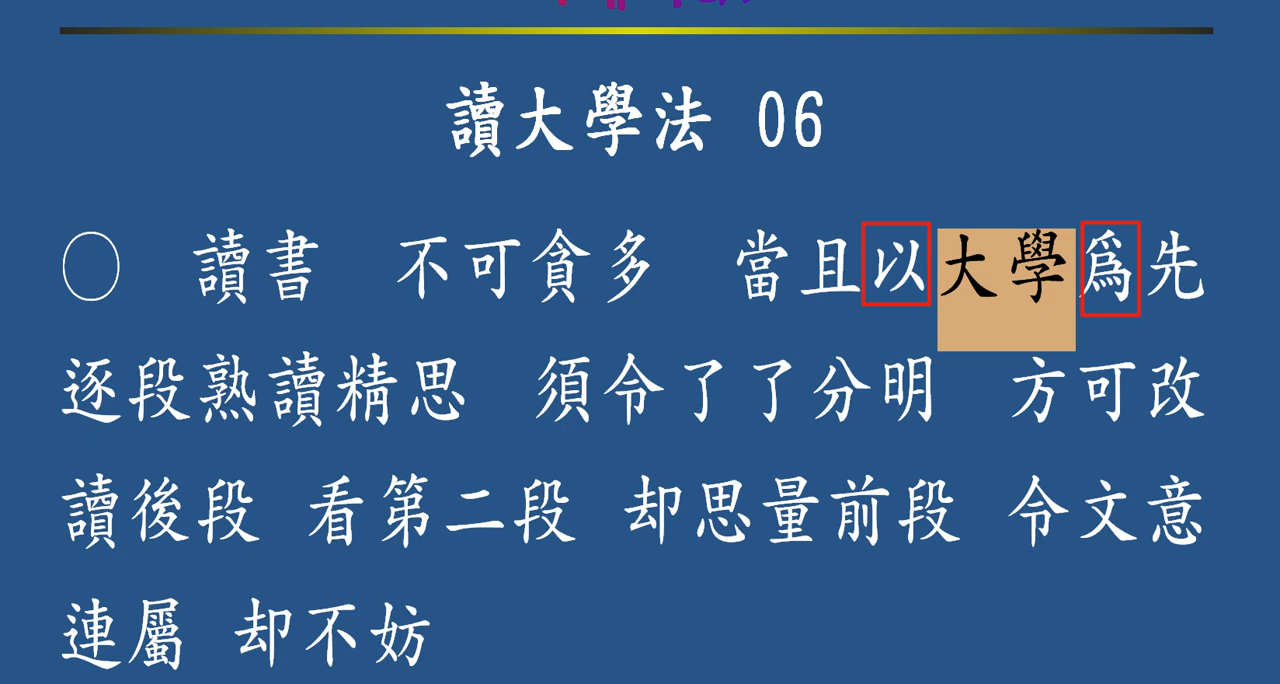 讀大學法 06
○ 讀書 不可貪多 當且以大學爲先
逐段熟讀精思 須令了了分明 方可改
讀後段 看第二段 却思量前段 令文意
連屬 却不妨